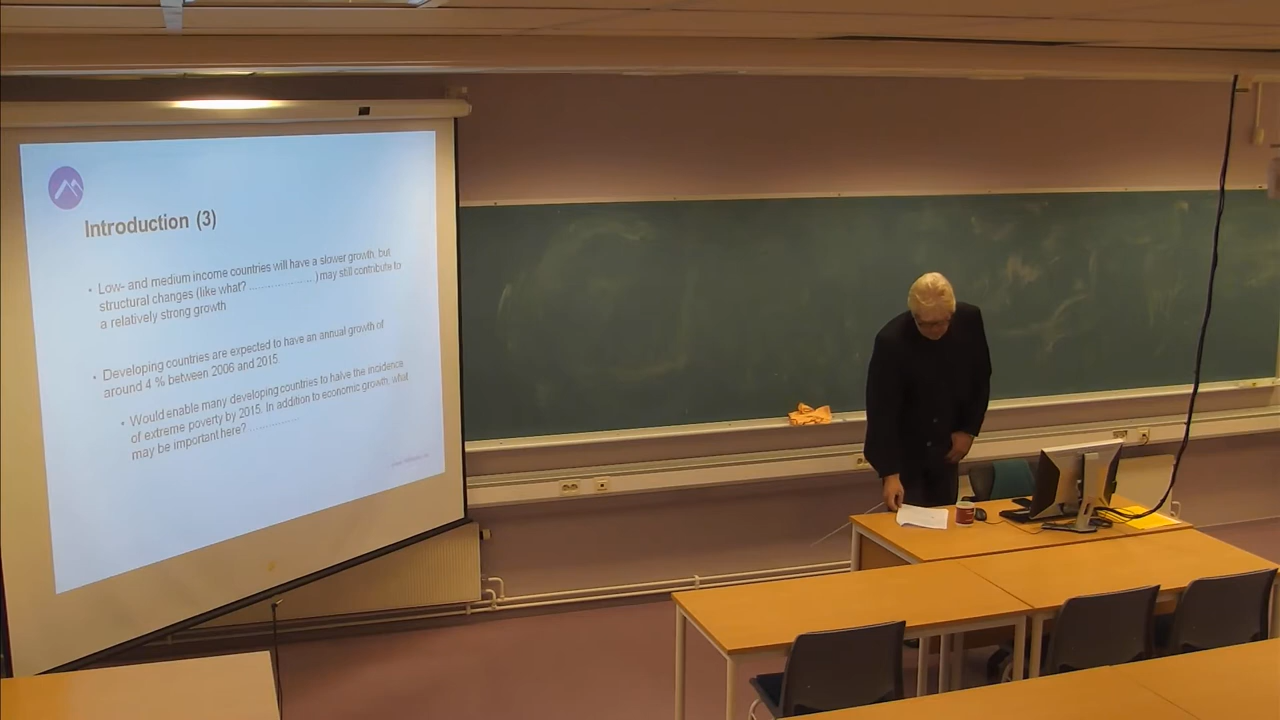 Introduction (3)
• Low- and medium income countries will have a slower growth, but
structural changes (like what? ... ... ... ... ... ... ) may still contribute to
a relatively strong growth
• Developing countries are expected to have an annual growth of
around 4 % between 2006 and 2015.
• Would enable many developing countries to halve the incidence
of extreme poverty by 2015. In addition to economic growth, what
may be important here? ... ... ... ... ...